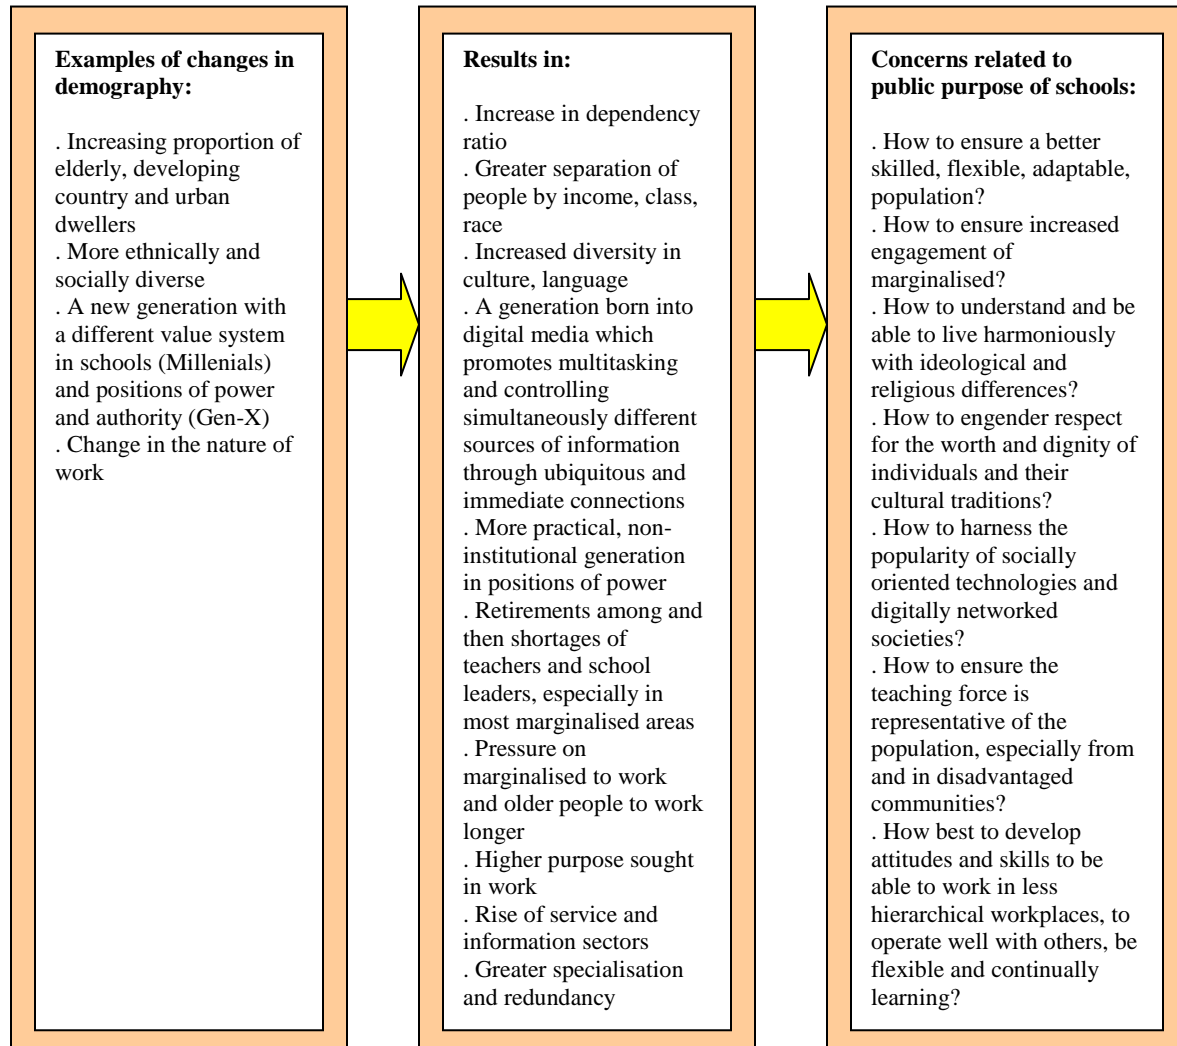 Examples of changes in
demography:
. Increasing proportion of
elderly, developing
country and urban
dwellers
. More ethnically and
socially diverse
. A new generation with
a different value system
in schools (Millenials)
and positions of power
and authority (Gen-X)
. Change in the nature of
work
Results in:
. Increase in dependency
ratio
. Greater separation of
people by income, class,
race
. Increased diversity in
culture, language
. A generation born into
digital media which
promotes multitasking
and controlling
simultaneously different
sources of information
through ubiquitous and
immediate connections
. More practical, non-
institutional generation
in positions of power
. Retirements among and
then shortages of
teachers and school
leaders, especially in
most marginalised areas
. Pressure on
marginalised to work
and older people to work
longer
. Higher purpose sought
in work
. Rise of service and
information sectors
. Greater specialisation
and redundancy
Concerns related to
public purpose of schools:
. How to ensure a better
skilled, flexible, adaptable,
population?
. How to ensure increased
engagement of
marginalised?
. How to understand and be
able to live harmoniously
with ideological and
religious differences?
. How to engender respect
for the worth and dignity of
individuals and their
cultural traditions?
. How to harness the
popularity of socially
oriented technologies and
digitally networked
societies?
. How to ensure the
teaching force is
representative of the
population, especially from
and in disadvantaged
communities?
. How best to develop
attitudes and skills to be
able to work in less
hierarchical workplaces, to
operate well with others, be
flexible and continually
learning?